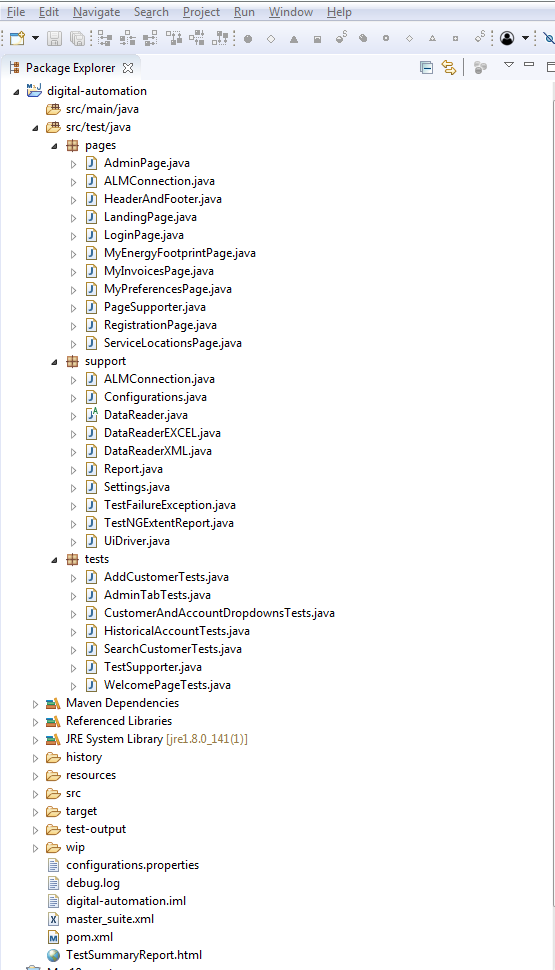 File Edit Navigate Search Project Run Window Help
Package Explorer
digital-automation
src/main/java
src/test/java
pages
AdminPage.java
ALMConnection.java
HeaderAndFooter.java
LandingPage.java
LoginPage.java
MyEnergyFootprintPage.java
MyInvoicesPage.java
MyPreferencesPage.java
PageSupporter.java
RegistrationPage.java
ServiceLocationsPage.java
support
ALMConnection.java
Configurations.java
DataReader.java
DataReaderEXCEL.java
DataReaderXML.java
Report.java
Settings.java
TestFailureException.java
TestNGExtentReport.java
UiDriver.java
tests
AddCustomerTests.java
AdminTabTests.java
CustomerAndAccountDropdownsTests.java
HistoricalAccountTests.java
SearchCustomerTests.java
TestSupporter.java
WelcomePageTests.java
Maven Dependencies
Referenced Libraries
JRE System Library [jre1.8.0_141(1)]
history
resources
src
target
test-output
wip
configurations.properties
debug.log
digital-automation.iml
master_suite.xml
pom.xml
TestSummaryReport.html